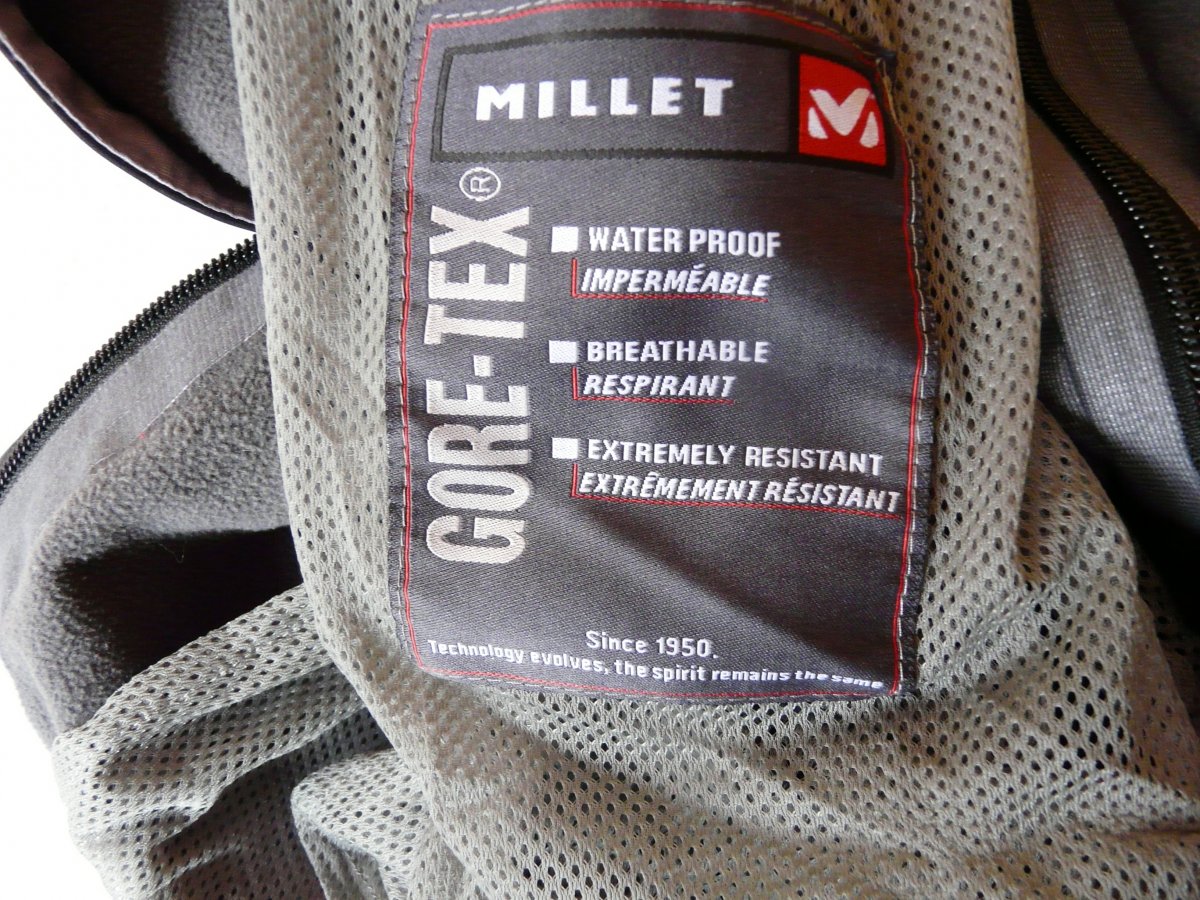 MILLET
GORE-TEX®
WATER PROOF
IMPERMÉABLE
BREATHABLE
RESPIRANT
EXTREMELY RESISTANT
EXTRÊMEMENT RÉSISTANT
Since 1950.
Technology evolves, the spirit remains the same